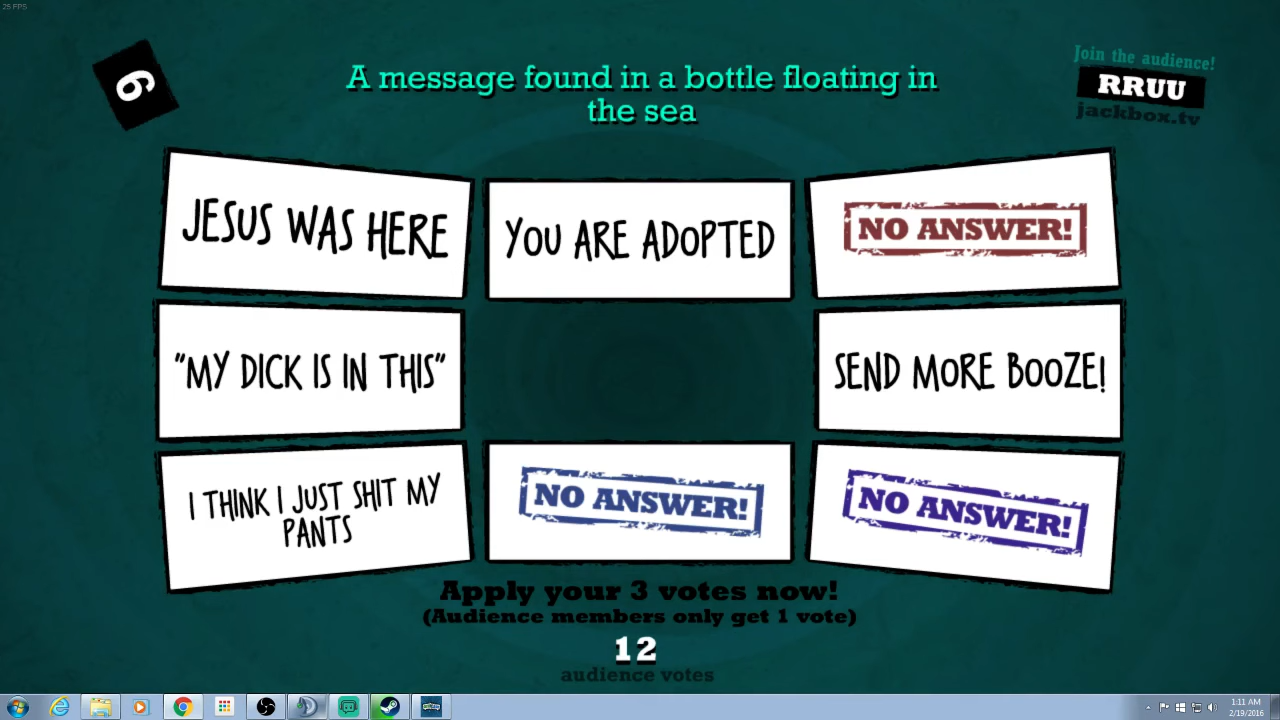 25 FPS
6
A message found in a bottle floating in
the sea
Join the audience!
RRUU
jackbox.tv
JESUS WAS HERE
YOU ARE ADOPTED
NO ANSWER!
"MY DICK IS IN THIS"
SEND MORE BOOZE!
I THINK I JUST SHIT MY
PANTS
NO ANSWER!
NO ANSWER!
Apply your 3 votes now!
(Audience members only get 1 vote)
12
audience votes
1:11 AM
2/19/2016